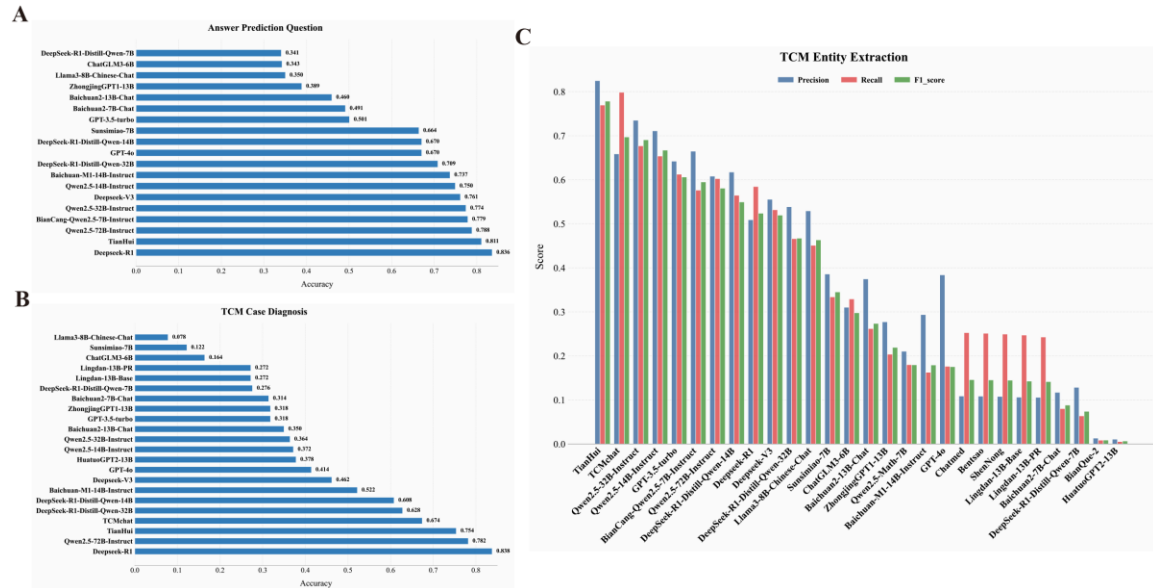 A
Answer Prediction Question
DeepSeek-R1-Distill-Qwen-7B 0.341
ChatGLM3-6B 0.343
Llama3-8B-Chinese-Chat 0.350
ZhongjingGPT1-13B 0.389
Baichuan2-13B-Chat 0.460
Baichuan2-7B-Chat 0.491
GPT-3.5-turbo 0.501
Sunsimiao-7B 0.664
DeepSeek-R1-Distill-Qwen-14B 0.670
GPT-4o 0.670
DeepSeek-R1-Distill-Qwen-32B 0.709
Baichuan-M1-14B-Instruct 0.737
Qwen2.5-14B-Instruct 0.750
Deepseek-V3 0.761
Qwen2.5-32B-Instruct 0.774
BianCang-Qwen2.5-7B-Instruct 0.779
Qwen2.5-72B-Instruct 0.788
TianHui 0.811
Deepseek-R1 0.836
0.0 0.1 0.2 0.3 0.4 0.5 0.6 0.7 0.8
Accuracy
B
TCM Case Diagnosis
Llama3-8B-Chinese-Chat 0.078
Sunsimiao-7B 0.122
ChatGLM3-6B 0.164
Lingdan-13B-PR 0.272
Lingdan-13B-Base 0.272
DeepSeek-R1-Distill-Qwen-7B 0.276
Baichuan2-7B-Chat 0.314
ZhongjingGPT1-13B 0.318
GPT-3.5-turbo 0.318
Baichuan2-13B-Chat 0.350
Qwen2.5-32B-Instruct 0.364
Qwen2.5-14B-Instruct 0.372
HuatuoGPT2-13B 0.378
GPT-4o 0.414
Deepseek-V3 0.462
Baichuan-M1-14B-Instruct 0.522
DeepSeek-R1-Distill-Qwen-14B 0.608
DeepSeek-R1-Distill-Qwen-32B 0.628
TCMchat 0.674
TianHui 0.754
Qwen2.5-72B-Instruct 0.782
Deepseek-R1 0.838
0.0 0.1 0.2 0.3 0.4 0.5 0.6 0.7 0.8
Accuracy
C
TCM Entity Extraction
Precision Recall F1_score
0.8
0.7
0.6
0.5
0.4
0.3
0.2
0.1
0.0
Score
TianHui
TCMchat
Qwen2.5-32B-Instruct
Qwen2.5-14B-Instruct
GPT-3.5-turbo
BianCang-Qwen2.5-7B-Instruct
Qwen2.5-72B-Instruct
DeepSeek-R1-Distill-Qwen-14B
Deepseek-R1
Deepseek-V3
DeepSeek-R1-Distill-Qwen-32B
Llama3-8B-Chinese-Chat
Sunsimiao-7B
ChatGLM3-6B
Baichuan2-13B-Chat
ZhongjingGPT1-13B
Qwen2.5-Math-7B
Baichuan-M1-14B-Instruct
GPT-4o
Chatmed
Bentsao
ShenNong
Lingdan-13B-Base
Lingdan-13B-PR
Baichuan2-7B-Chat
DeepSeek-R1-Distill-Qwen-7B
BianQue-2
HuatuoGPT2-13B